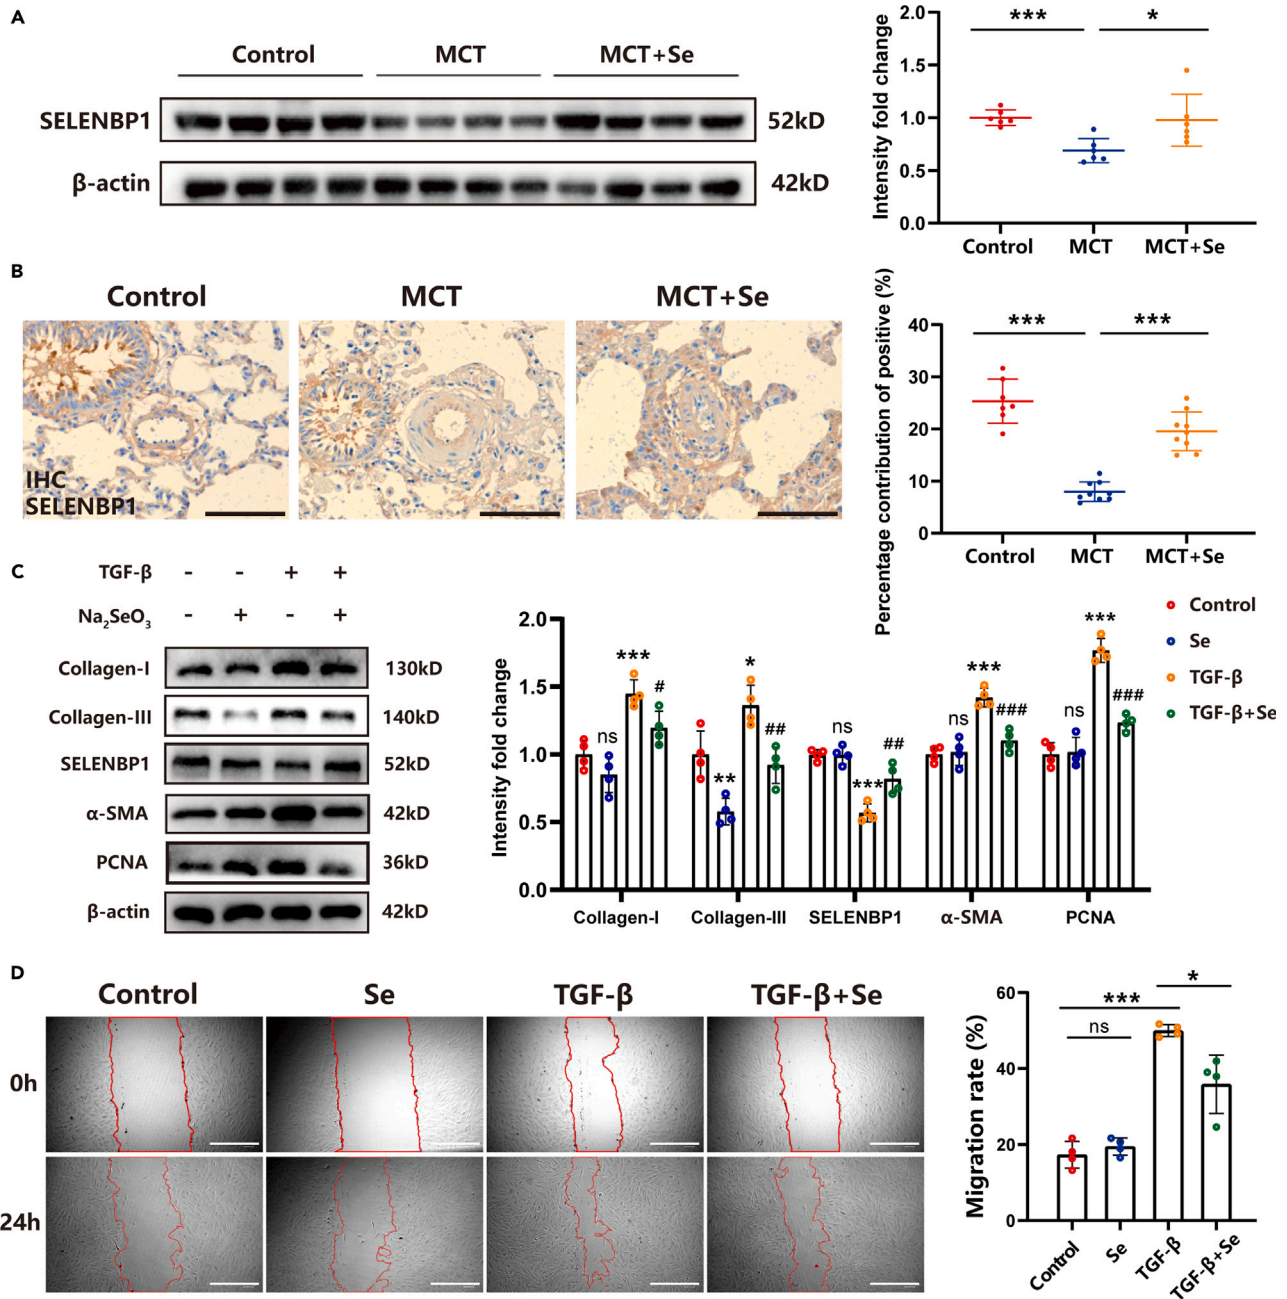 A
Control MCT MCT+Se
SELENBP1 52kD
β-actin 42kD
Intensity fold change
2.0
1.5
1.0
0.5
0.0
*** *
Control MCT MCT+Se
B
Control MCT MCT+Se
IHC
SELENBP1
Percentage contribution of positive (%)
40
30
20
10
0
*** ***
Control MCT MCT+Se
C
TGF-β - - + +
Na₂SeO₃ - + - +
Collagen-I 130kD
Collagen-III 140kD
SELENBP1 52kD
α-SMA 42kD
PCNA 36kD
β-actin 42kD
Intensity fold change
2.0
1.5
1.0
0.5
0.0
ns *** #
** * ##
ns *** ##
ns *** ###
ns *** ###
Collagen-I Collagen-III SELENBP1 α-SMA PCNA
Control
Se
TGF-β
TGF-β+Se
D
Control Se TGF-β TGF-β+Se
0h
24h
Migration rate (%)
60
40
20
0
*
***
ns
Control Se TGF-β TGF-β+Se